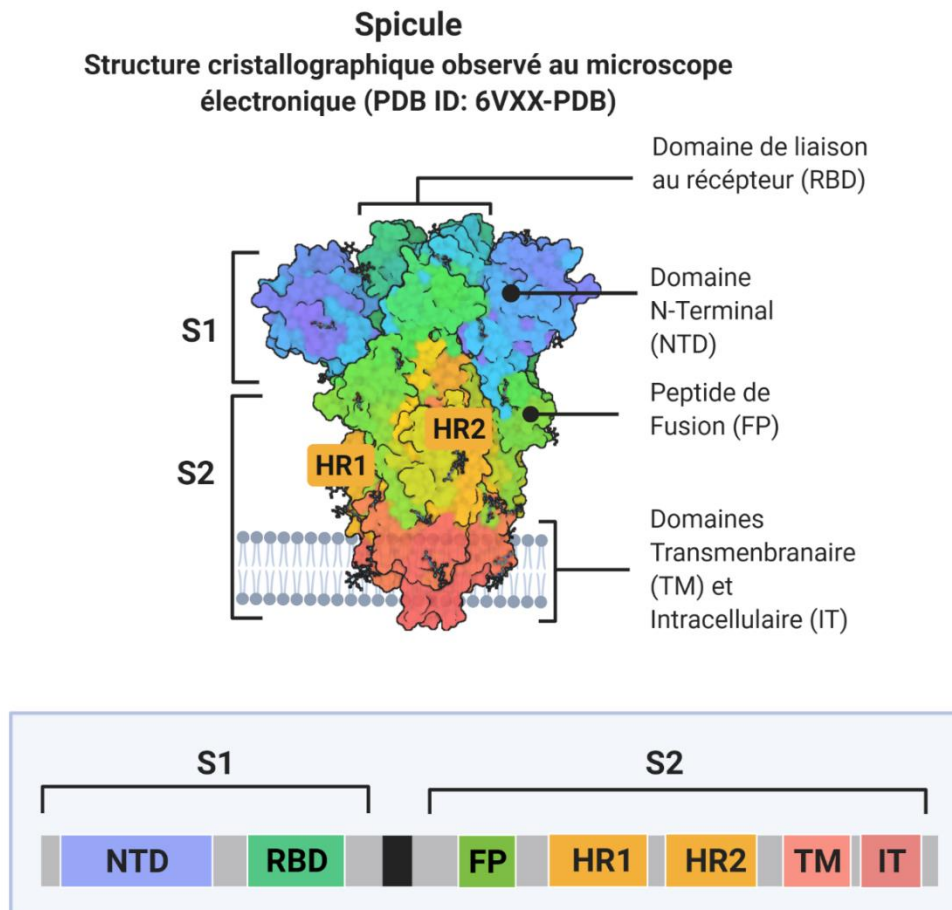 Spicule
Structure cristallographique observé au microscope
électronique (PDB ID: 6VXX-PDB)
Domaine de liaison
au récépteur (RBD)
S1
Domaine
N-Terminal
(NTD)
Peptide de
Fusion (FP)
HR2
HR1
S2
Domaines
Transmenbranaire
(TM) et
Intracellulaire (IT)
S1
S2
NTD
RBD
FP
HR1
HR2
TM
IT